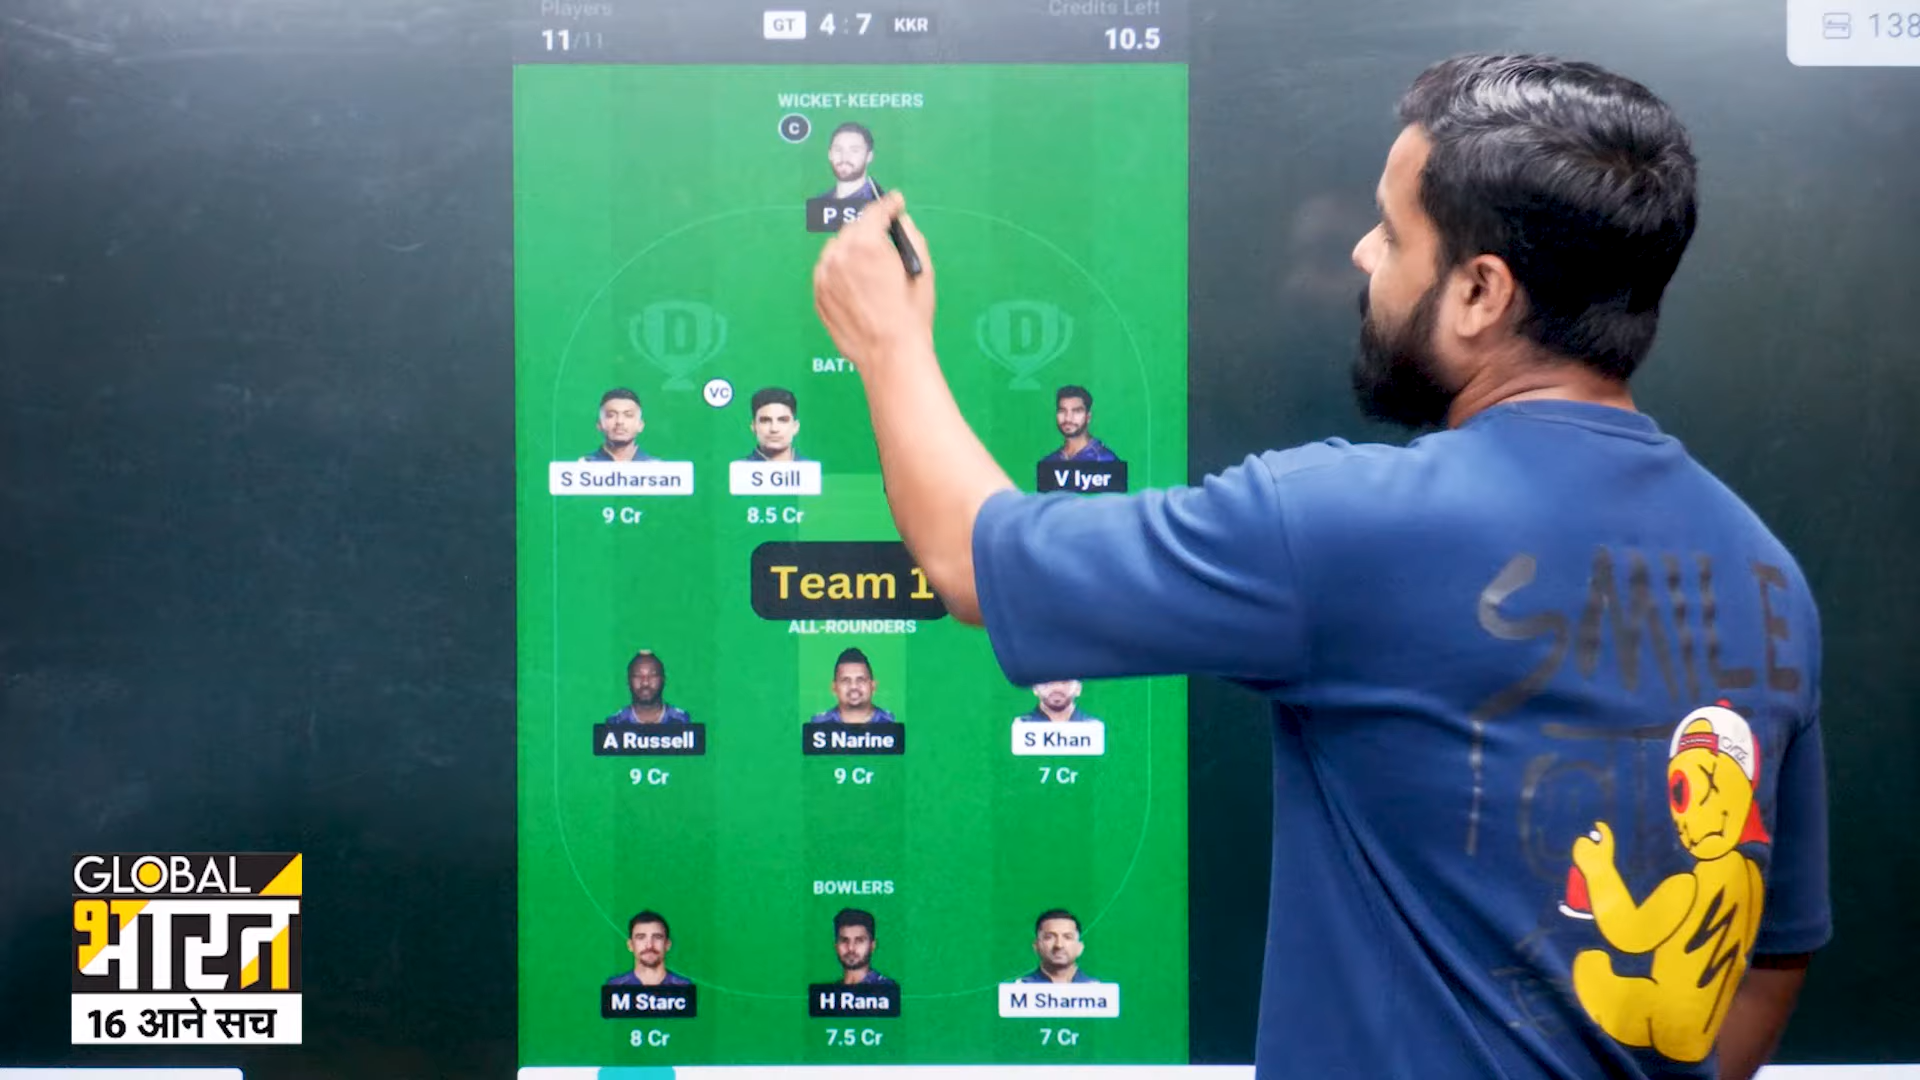 Players
Credits Left
11/11
GT 4 : 7 KKR
10.5
138
WICKET-KEEPERS
C
P
BATT
VC
S Sudharsan
S Gill
V Iyer
9 Cr
8.5 Cr
Team 1
ALL-ROUNDERS
A Russell
S Narine
S Khan
9 Cr
9 Cr
7 Cr
BOWLERS
M Starc
H Rana
M Sharma
8 Cr
7.5 Cr
7 Cr
D
D
SMILE
GLOBAL
भारत
16 आने सच